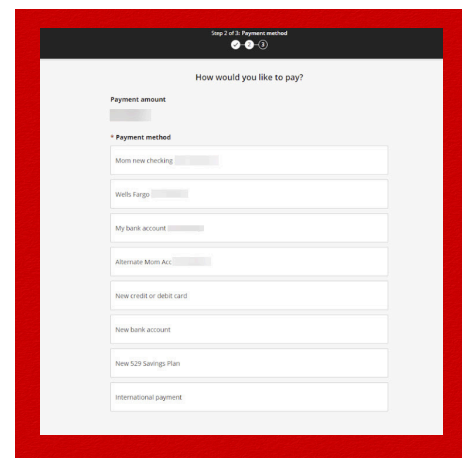 Step 2 of 3: Payment method
2 3
How would you like to pay?
Payment amount
* Payment method
Mom new checking
Wells Fargo
My bank account
Alternate Mom Acc
New credit or debit card
New bank account
New 529 Savings Plan
International payment